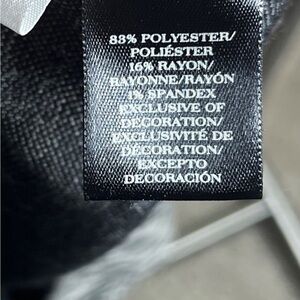 83% POLYESTER/
POLIÉSTER
16% RAYON/
RAYONNE/RAYÓN
1% SPANDEX
EXCLUSIVE OF
DECORATION/
EXCLUSIVITÉ DE
DÉCORATION/
EXCEPTO
DECORACIÓN